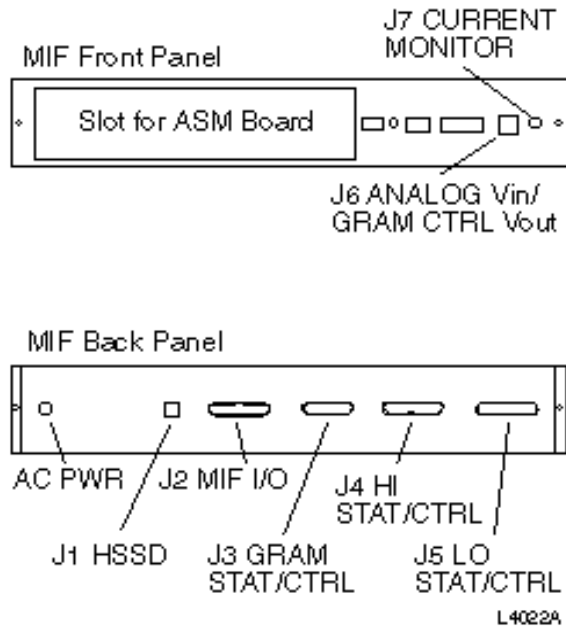 J7 CURRENT
MONITOR
MIF Front Panel
Slot for ASM Board
J6 ANALOG Vin/
GRAM CTRL Vout
MIF Back Panel
AC PWR
J2 MIF I/O
J4 HI
STAT/CTRL
J1 HSSD
J3 GRAM
STAT/CTRL
J5 LO
STAT/CTRL
L4022A